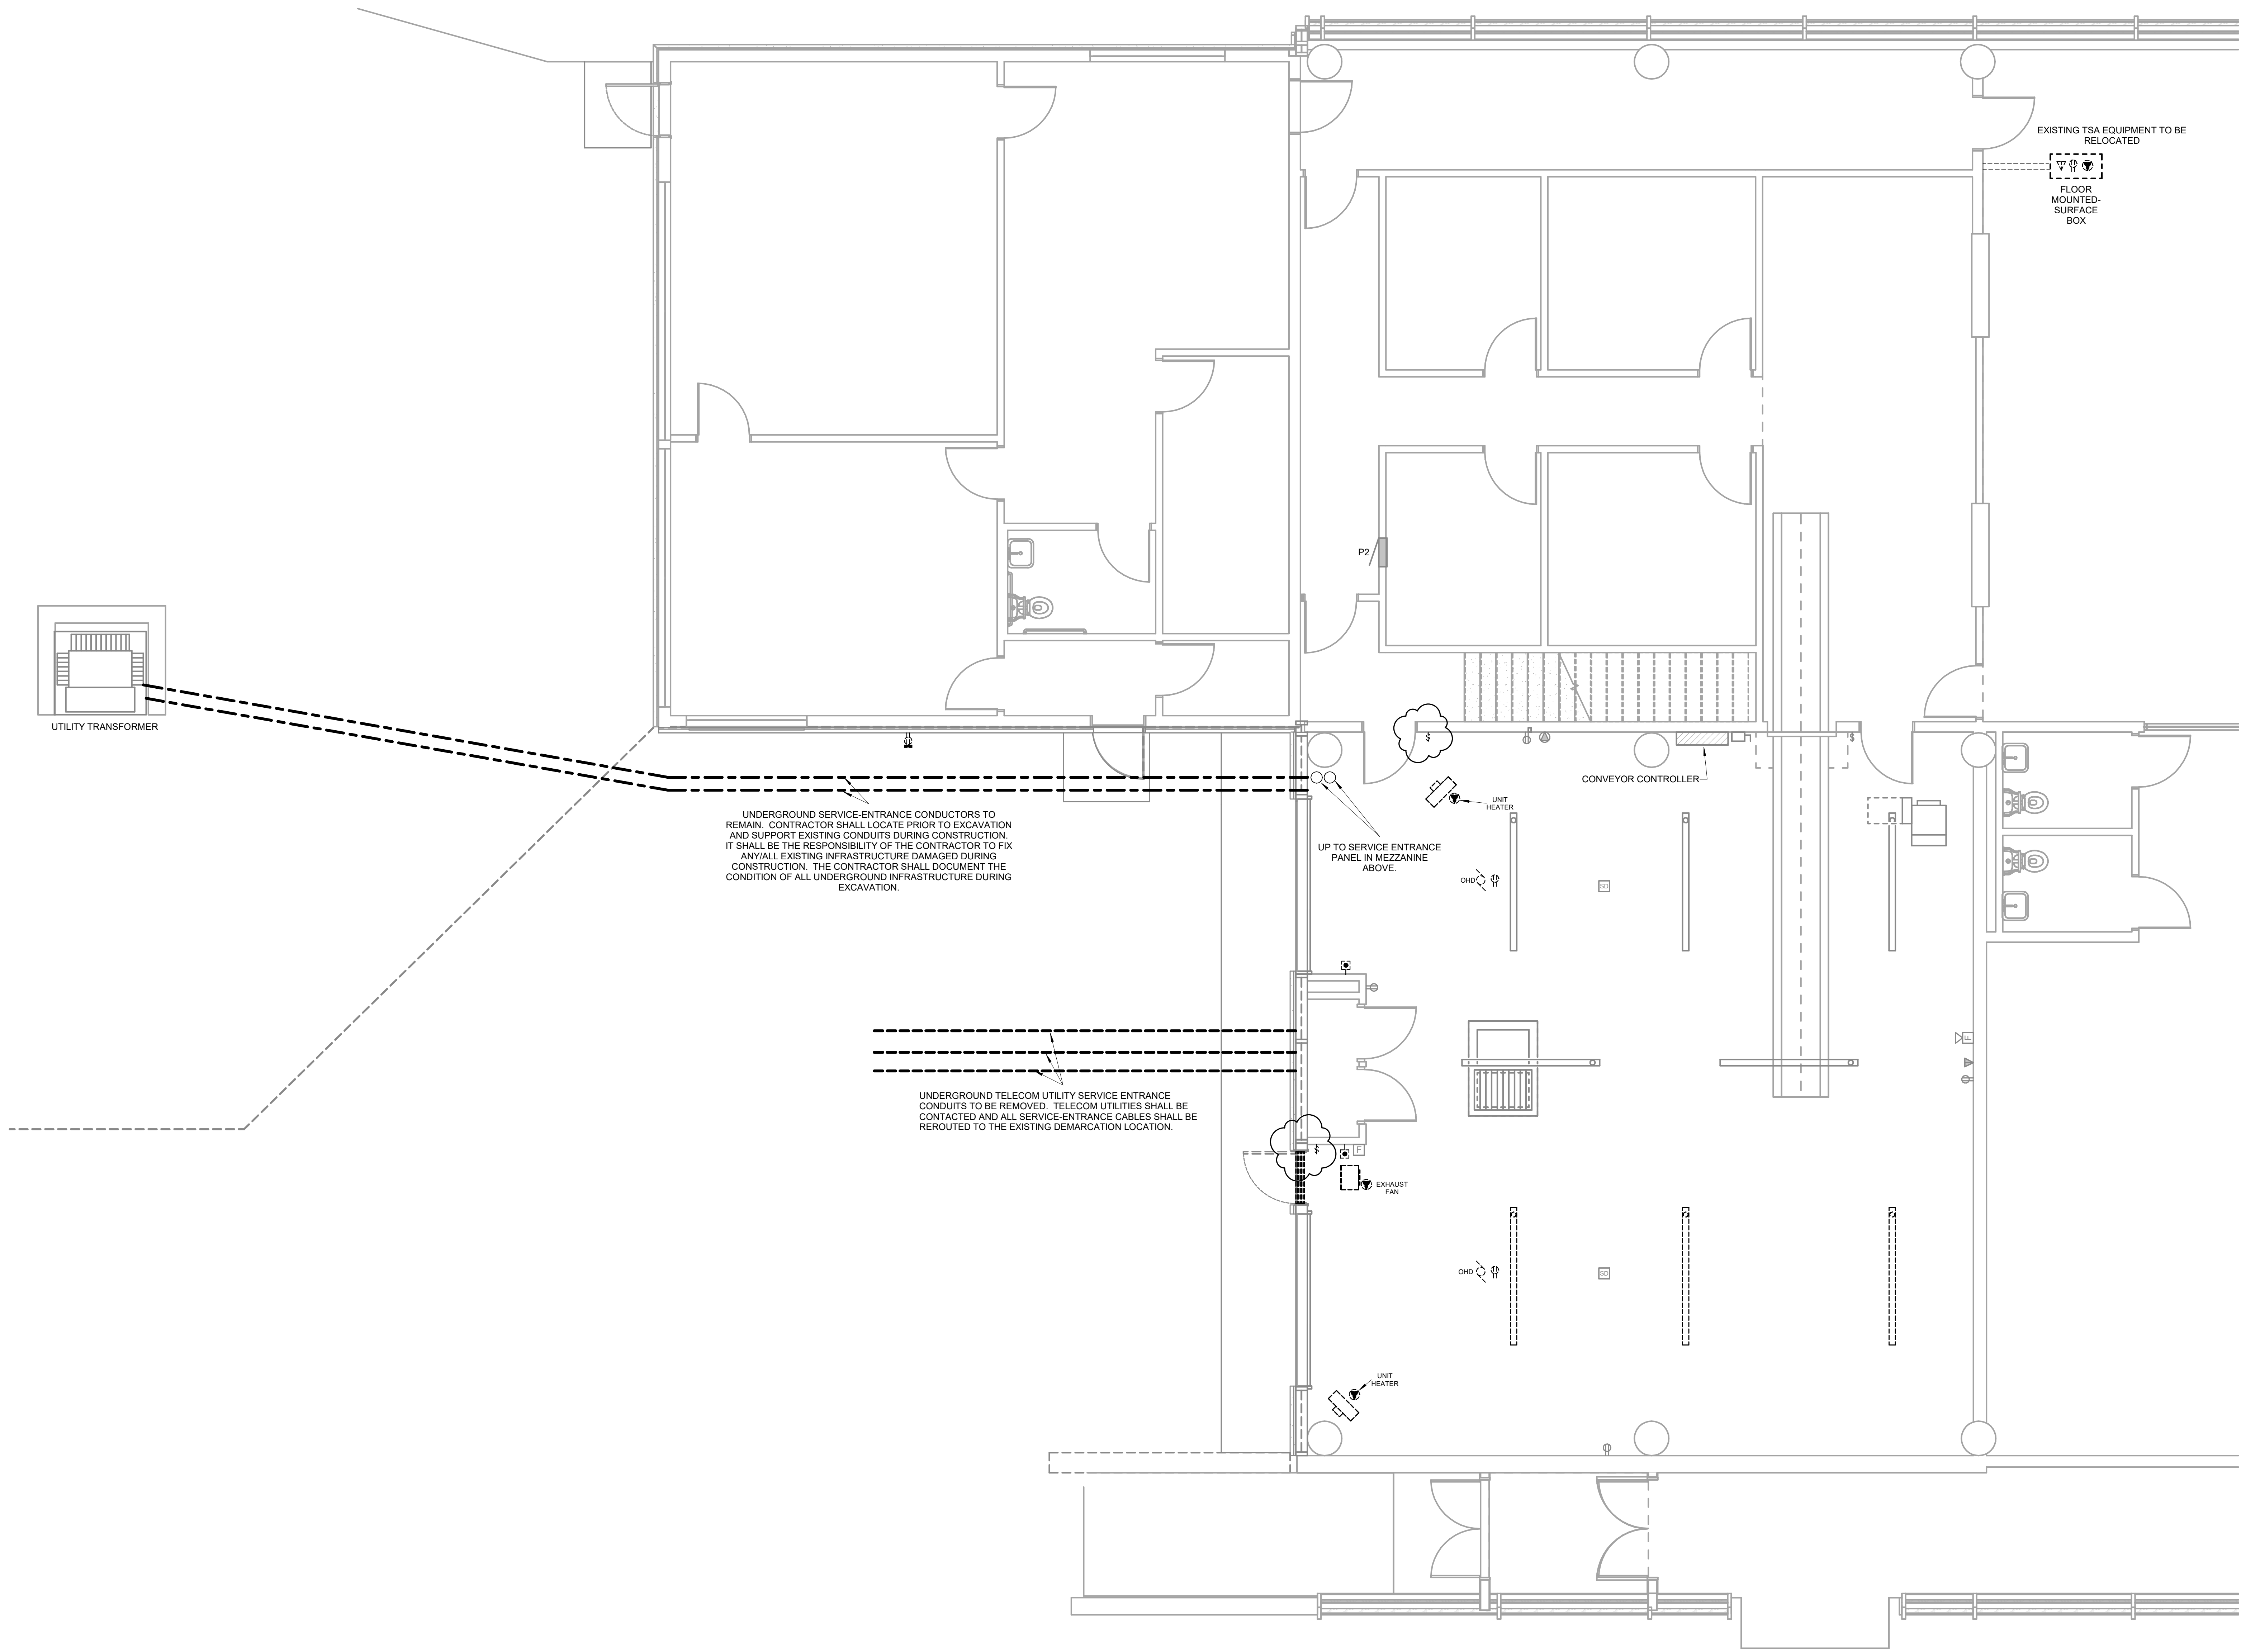 EXISTING TSA EQUIPMENT TO BE
RELOCATED
FLOOR
MOUNTED-
SURFACE
BOX
P2
UTILITY TRANSFORMER
$
$
CONVEYOR CONTROLLER
UNIT
HEATER
UNDERGROUND SERVICE-ENTRANCE CONDUCTORS TO
REMAIN. CONTRACTOR SHALL LOCATE PRIOR TO EXCAVATION
AND SUPPORT EXISTING CONDUITS DURING CONSTRUCTION.
IT SHALL BE THE RESPONSIBILITY OF THE CONTRACTOR TO FIX
ANY/ALL EXISTING INFRASTRUCTURE DAMAGED DURING
CONSTRUCTION. THE CONTRACTOR SHALL DOCUMENT THE
CONDITION OF ALL UNDERGROUND INFRASTRUCTURE DURING
EXCAVATION.
UP TO SERVICE ENTRANCE
PANEL IN MEZZANINE
ABOVE.
OHD
SD
F
UNDERGROUND TELECOM UTILITY SERVICE ENTRANCE
CONDUITS TO BE REMOVED. TELECOM UTILITIES SHALL BE
CONTACTED AND ALL SERVICE-ENTRANCE CABLES SHALL BE
REROUTED TO THE EXISTING DEMARCATION LOCATION.
$
F
EXHAUST
FAN
OHD
SD
UNIT
HEATER